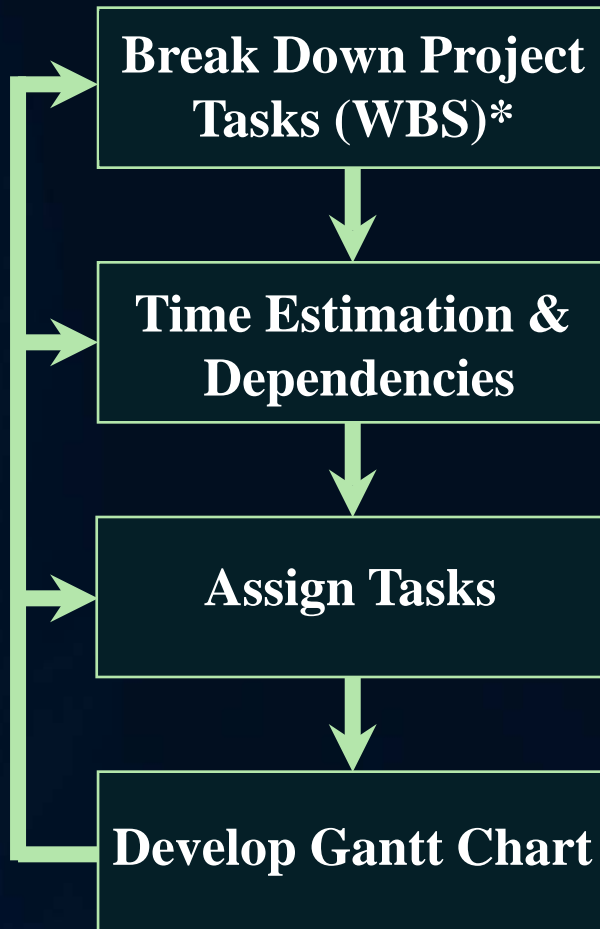 Break Down Project
Tasks (WBS)*
Time Estimation &
Dependencies
Assign Tasks
Develop Gantt Chart